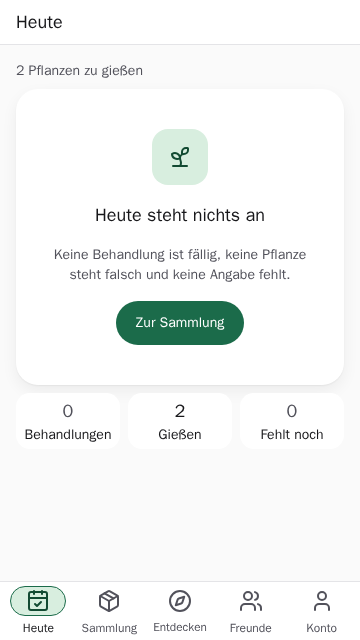 Heute
2 Pflanzen zu gießen
Heute steht nichts an
Keine Behandlung ist fällig, keine Pflanze
steht falsch und keine Angabe fehlt.
Zur Sammlung
0
Behandlungen
2
Gießen
0
Fehlt noch
Heute
Sammlung
Entdecken
Freunde
Konto